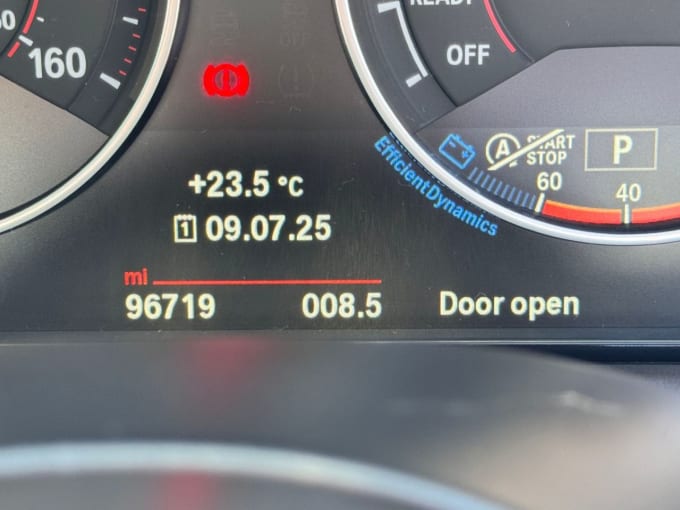 READY
160
OFF
A START
STOP
P
EfficientDynamics
60
40
+23.5 °C
1 09.07.25
mi
96719 008.5 Door open